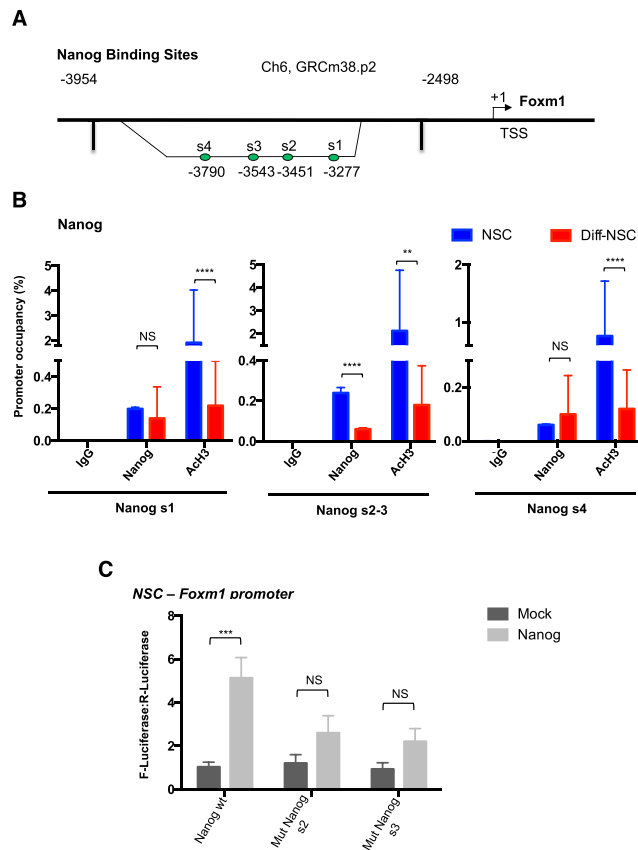 A
Nanog Binding Sites
Ch6, GRCm38.p2
-3954
-2498
+1
Foxm1
TSS
s4 s3 s2 s1
-3790 -3543 -3451 -3277
B
Nanog
NSC Diff-NSC
Promoter occupancy (%)
5
4
3
2
0.4
0.2
0.0
NS
****
IgG Nanog AcH3
Nanog s1
5
4
3
2
1
0.4
0.2
0.0
****
**
IgG Nanog AcH3
Nanog s2-3
2
1
0.2
0.0
NS
****
IgG Nanog AcH3
Nanog s4
C
NSC – Foxm1 promoter
Mock
Nanog
F-Luciferase:R-Luciferase
8
6
4
2
0
***
NS
NS
Nanog wt
Mut Nanog
s2
Mut Nanog
s3